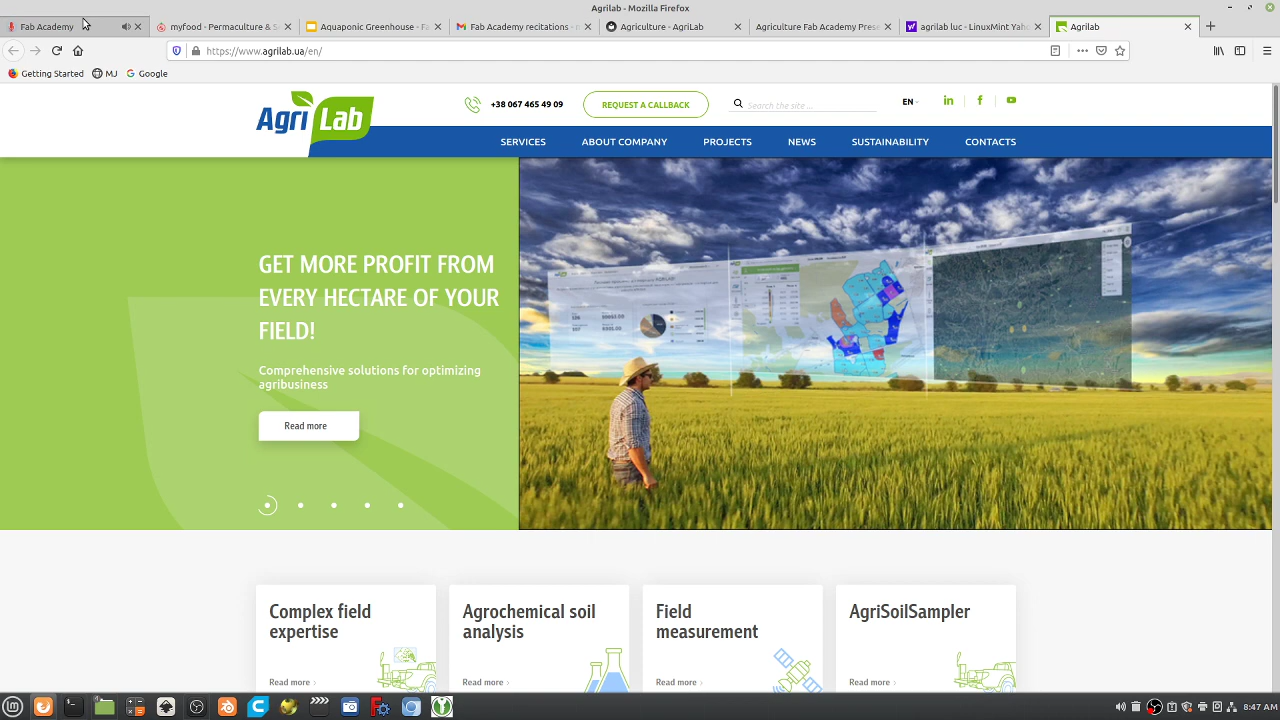 Agrilab - Mozilla Firefox
Fab Academy
myfood - Permaculture & S
Aquaponic Greenhouse - Fa
Fab Academy recitations - n
Agriculture - AgriLab
Agriculture Fab Academy Prese
agrilab luc - LinuxMint Yaho
Agrilab
https://www.agrilab.ua/en/
Getting Started
MJ
Google
Agri Lab
+38 067 465 49 09
REQUEST A CALLBACK
Search the site ...
EN
SERVICES
ABOUT COMPANY
PROJECTS
NEWS
SUSTAINABILITY
CONTACTS
GET MORE PROFIT FROM
EVERY HECTARE OF YOUR
FIELD!
Comprehensive solutions for optimizing
agribusiness
Read more
Complex field
expertise
Read more
Agrochemical soil
analysis
Read more
Field
measurement
Read more
AgriSoilSampler
Read more
8:47 AM